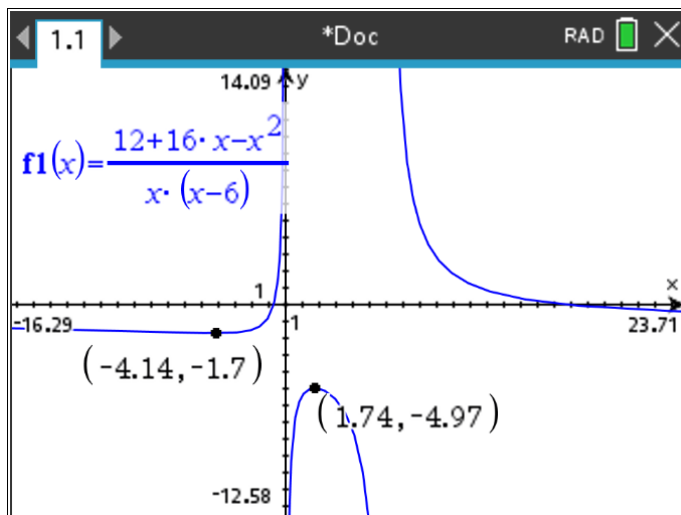 1.1 *Doc RAD
14.09 y
f1(x)=12+16·x−x²/x·(x−6)
1 x
-16.29 1 23.71
(-4.14,-1.7)
(1.74,-4.97)
-12.58